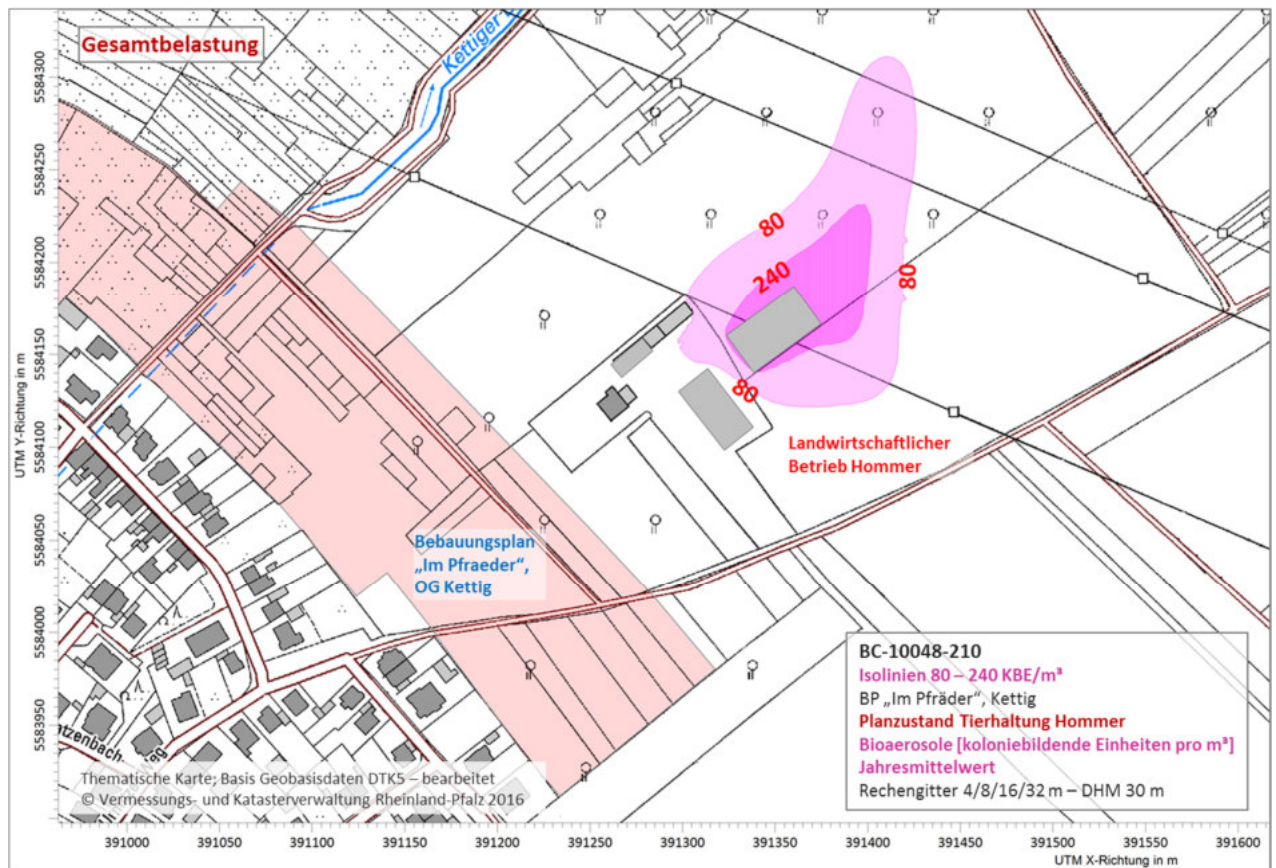 Gesamtbelastung
Kettiger
80
240
80
80
Landwirtschaftlicher
Betrieb Hommer
Bebauungsplan
„Im Pfraeder“,
OG Kettig
BC-10048-210
Isolinien 80 – 240 KBE/m³
BP „Im Pfräder“, Kettig
Planzustand Tierhaltung Hommer
Bioaerosole [koloniebildende Einheiten pro m³]
Jahresmittelwert
Rechengitter 4/8/16/32 m – DHM 30 m
Thematische Karte; Basis Geobasisdaten DTK5 – bearbeitet
© Vermessungs- und Katasterverwaltung Rheinland-Pfalz 2016
UTM Y-Richtung in m
5584300
5584250
5584200
5584150
5584100
5584050
5584000
5583950
391000 391050 391100 391150 391200 391250 391300 391350 391400 391450 391500 391550 391600
UTM X-Richtung in m